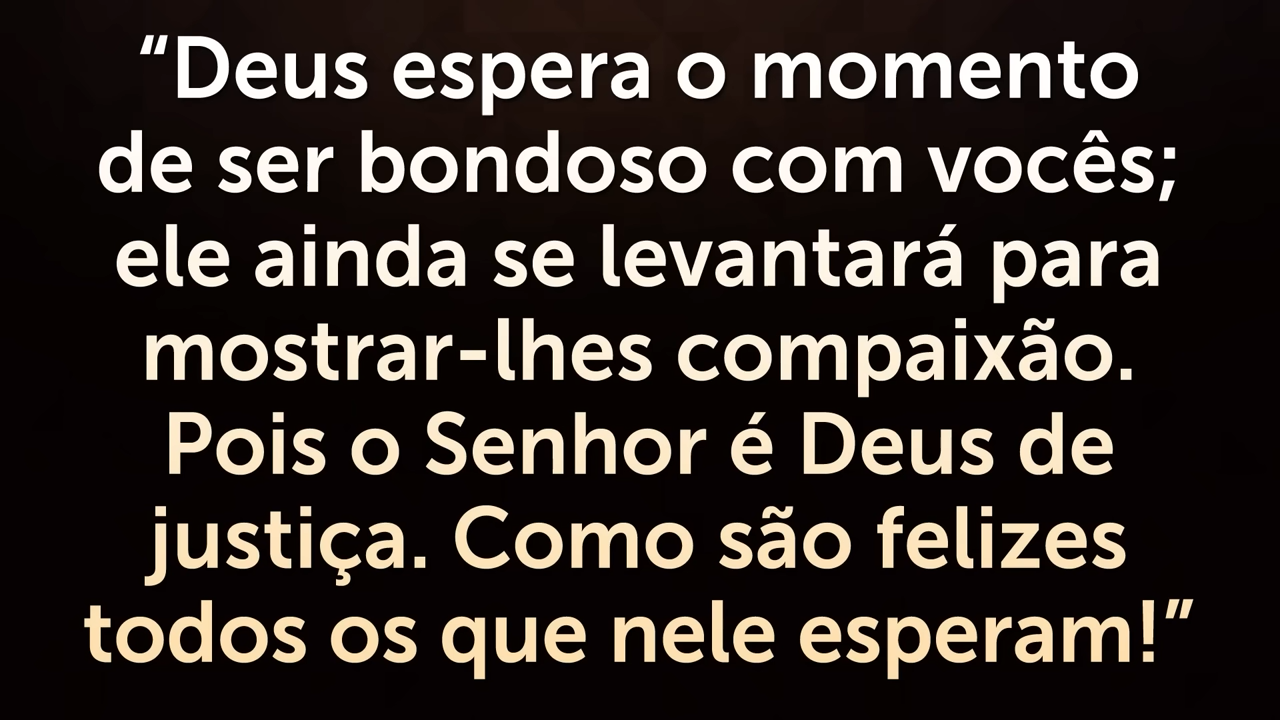 “Deus espera o momento
de ser bondoso com vocês;
ele ainda se levantará para
mostrar-lhes compaixão.
Pois o Senhor é Deus de
justiça. Como são felizes
todos os que nele esperam!”